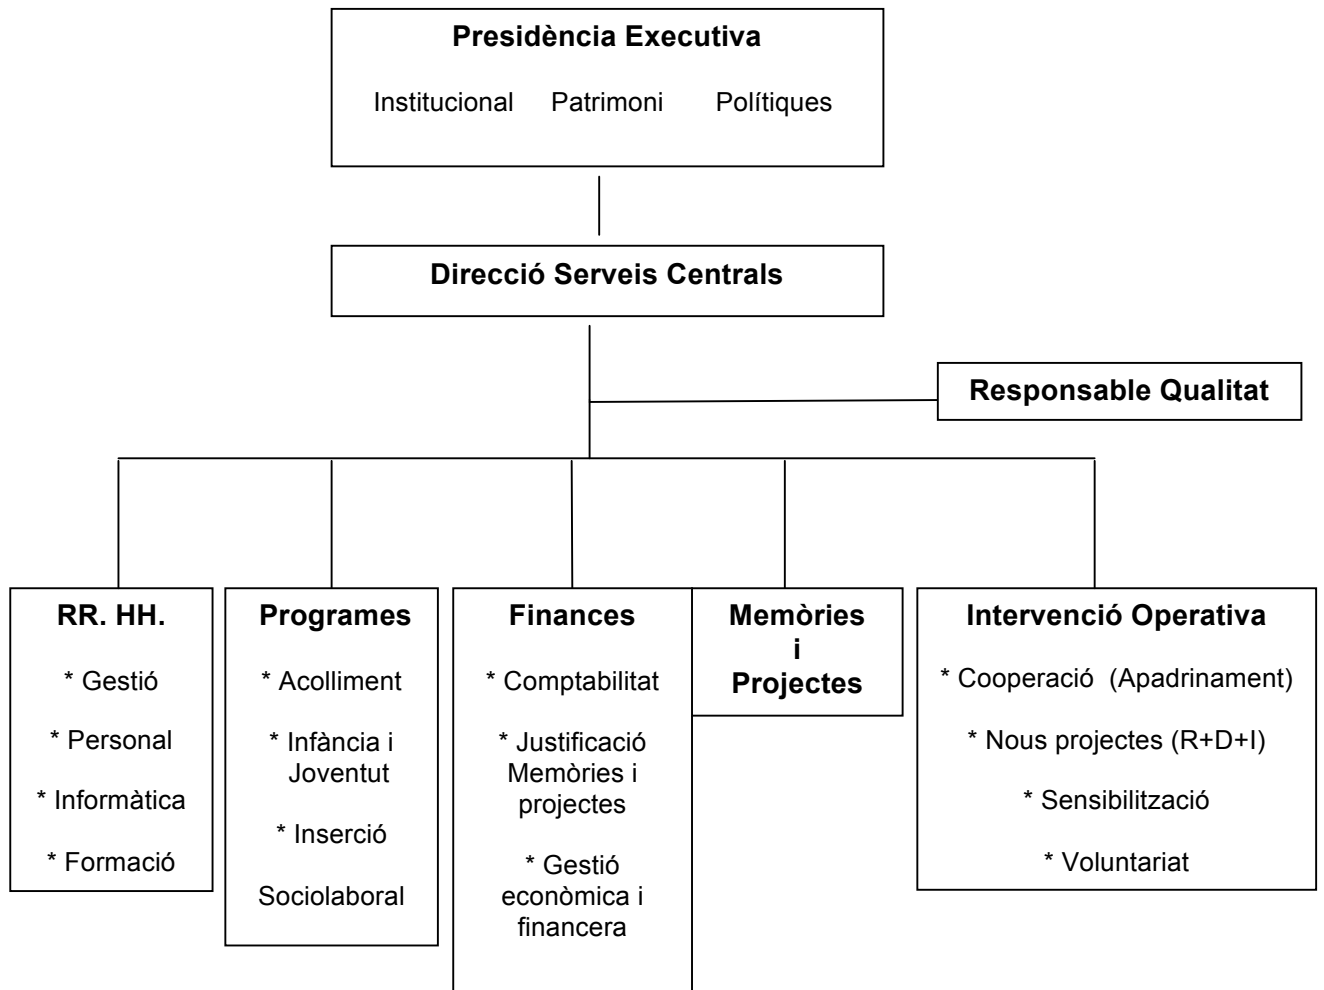 Presidència Executiva
Institucional Patrimoni Polítiques
Direcció Serveis Centrals
Responsable Qualitat
RR. HH.
* Gestió
* Personal
* Informàtica
* Formació
Programes
* Acolliment
* Infància i
Joventut
* Inserció
Sociolaboral
Finances
* Comptabilitat
* Justificació
Memòries i
projectes
* Gestió
econòmica i
financera
Memòries
i
Projectes
Intervenció Operativa
* Cooperació (Apadrinament)
* Nous projectes (R+D+I)
* Sensibilització
* Voluntariat